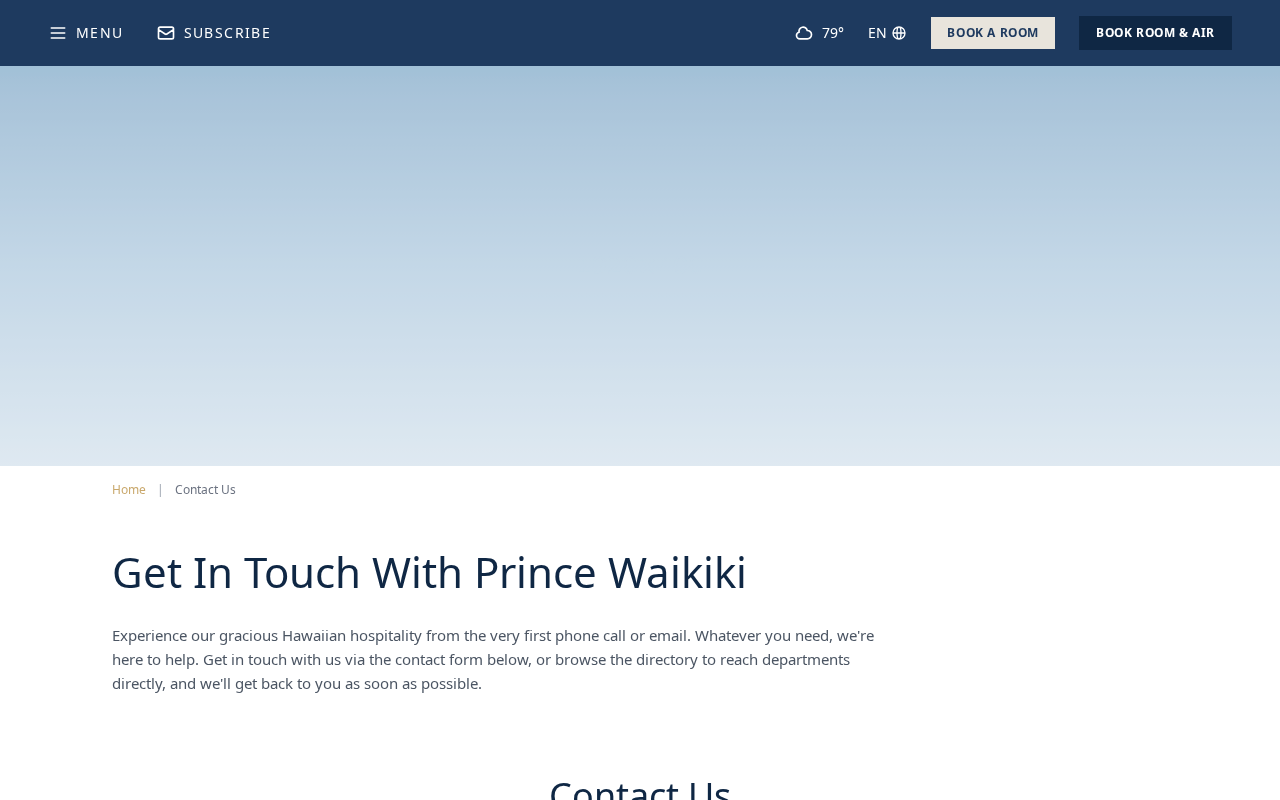 MENU
SUBSCRIBE
79°
EN
BOOK A ROOM
BOOK ROOM & AIR
Home | Contact Us
Get In Touch With Prince Waikiki
Experience our gracious Hawaiian hospitality from the very first phone call or email. Whatever you need, we're
here to help. Get in touch with us via the contact form below, or browse the directory to reach departments
directly, and we'll get back to you as soon as possible.
Contact Us